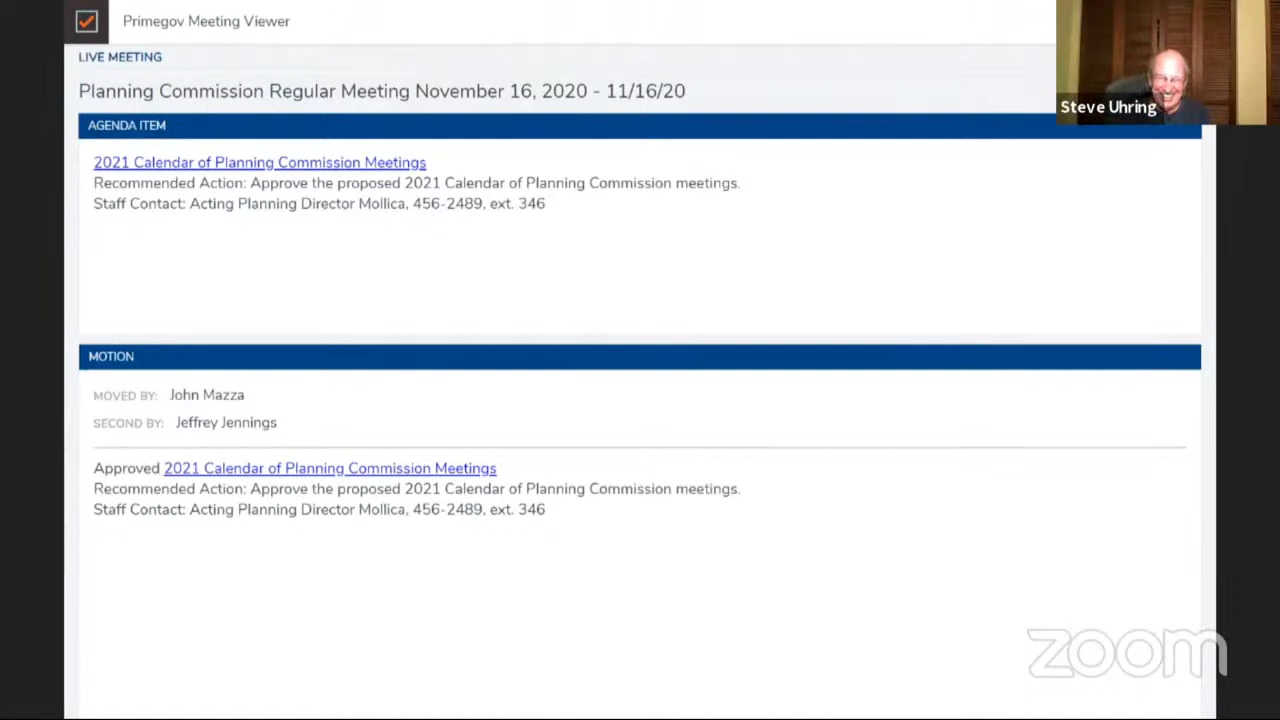 Primegov Meeting Viewer
LIVE MEETING
Planning Commission Regular Meeting November 16, 2020 - 11/16/20
Steve Uhring
AGENDA ITEM
2021 Calendar of Planning Commission Meetings
Recommended Action: Approve the proposed 2021 Calendar of Planning Commission meetings.
Staff Contact: Acting Planning Director Mollica, 456-2489, ext. 346
MOTION
MOVED BY: John Mazza
SECOND BY: Jeffrey Jennings
Approved 2021 Calendar of Planning Commission Meetings
Recommended Action: Approve the proposed 2021 Calendar of Planning Commission meetings.
Staff Contact: Acting Planning Director Mollica, 456-2489, ext. 346
zoom